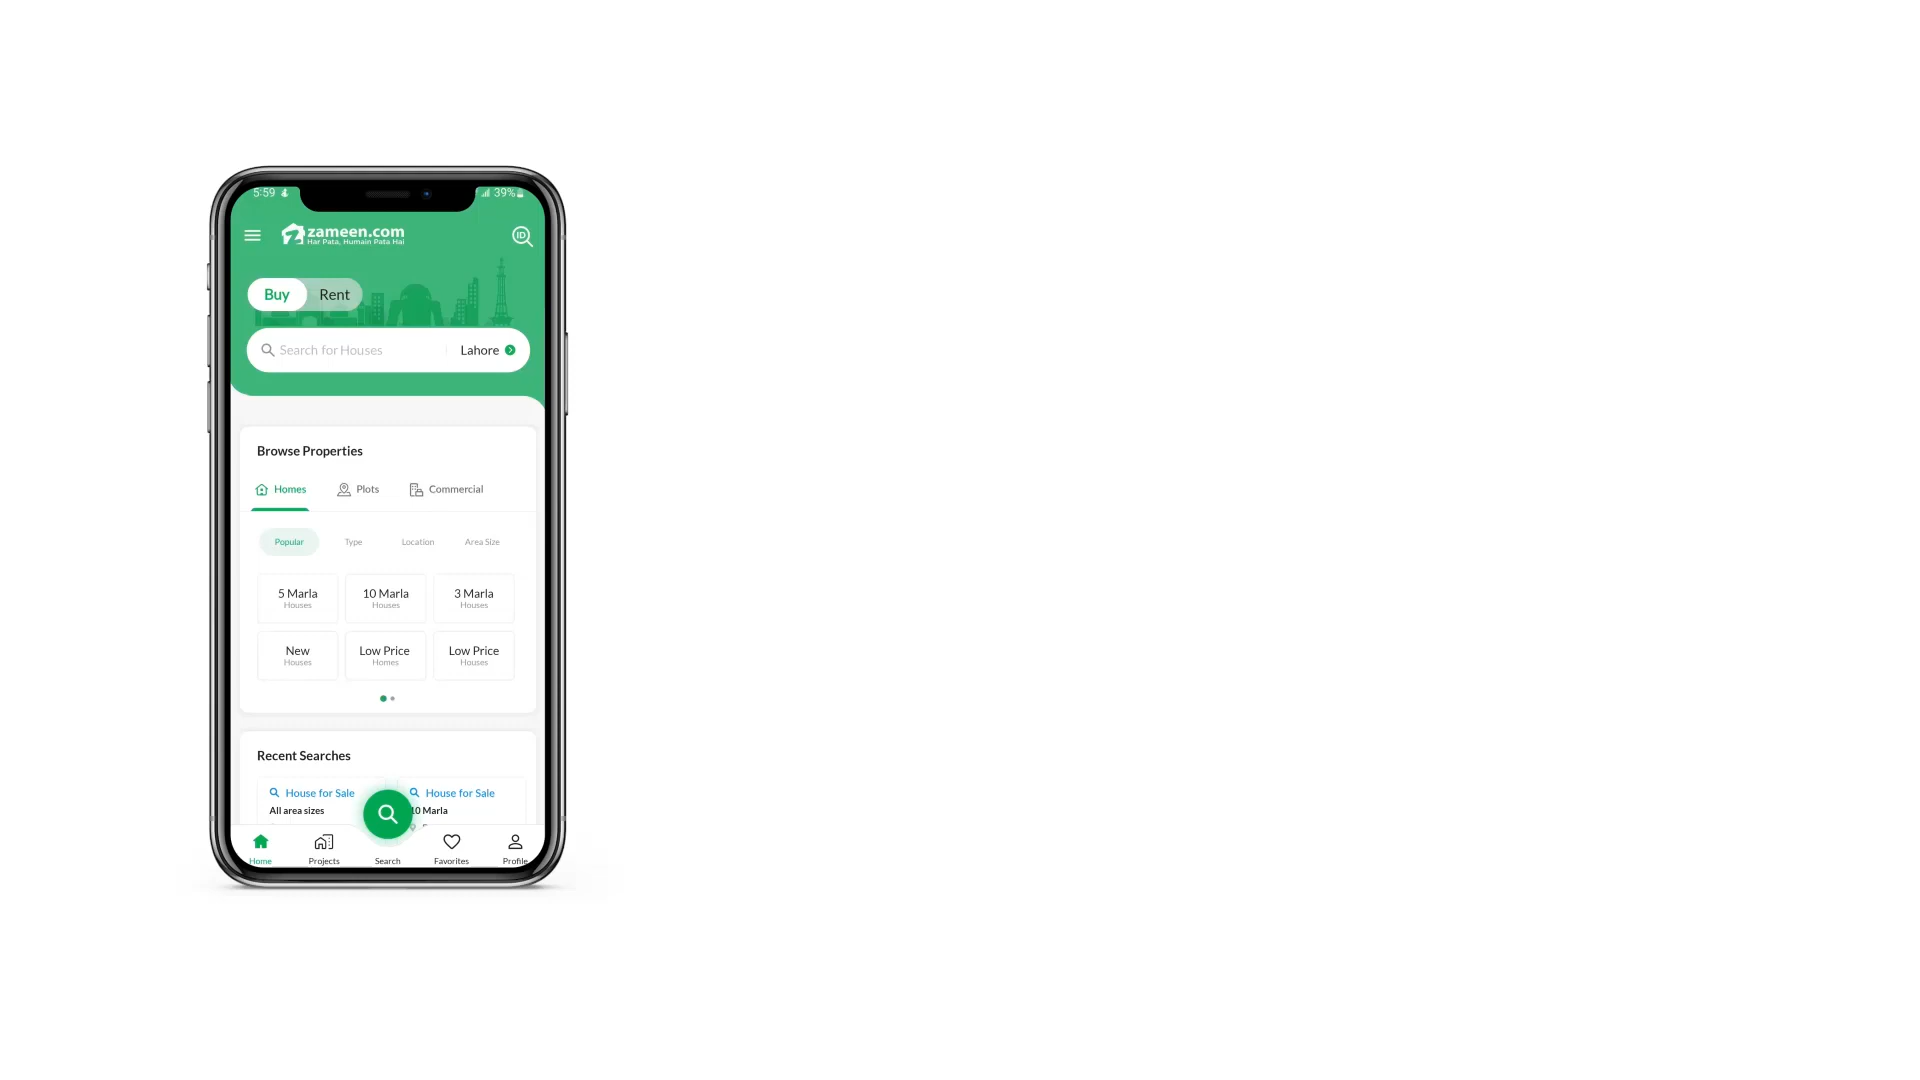 5:59
39%
zameen.com
Har Pata, Humain Pata Hai
ID
Buy Rent
Search for Houses Lahore
Browse Properties
Homes Plots Commercial
Popular Type Location Area Size
5 Marla 10 Marla 3 Marla
Houses Houses Houses
New Low Price Low Price
Houses Homes Houses
Recent Searches
House for Sale House for Sale
All area sizes 10 Marla
Home Projects Search Favorites Profile